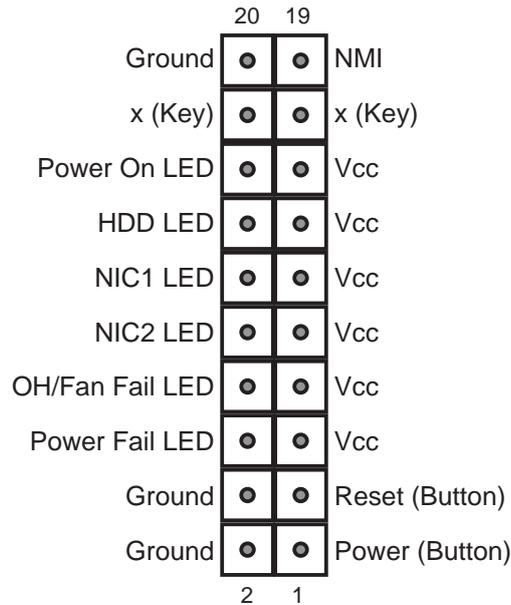 20 19
Ground NMI
x (Key) x (Key)
Power On LED Vcc
HDD LED Vcc
NIC1 LED Vcc
NIC2 LED Vcc
OH/Fan Fail LED Vcc
Power Fail LED Vcc
Ground Reset (Button)
Ground Power (Button)
2 1